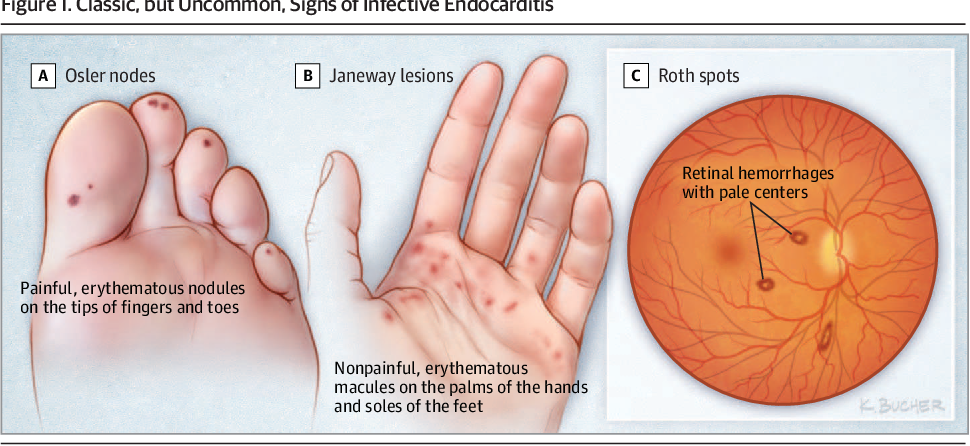 Figure 1. Classic, but Uncommon, Signs of Infective Endocarditis
A Osler nodes
B Janeway lesions
C Roth spots
Painful, erythematous nodules
on the tips of fingers and toes
Nonpainful, erythematous
macules on the palms of the hands
and soles of the feet
Retinal hemorrhages
with pale centers
K. BUCHER